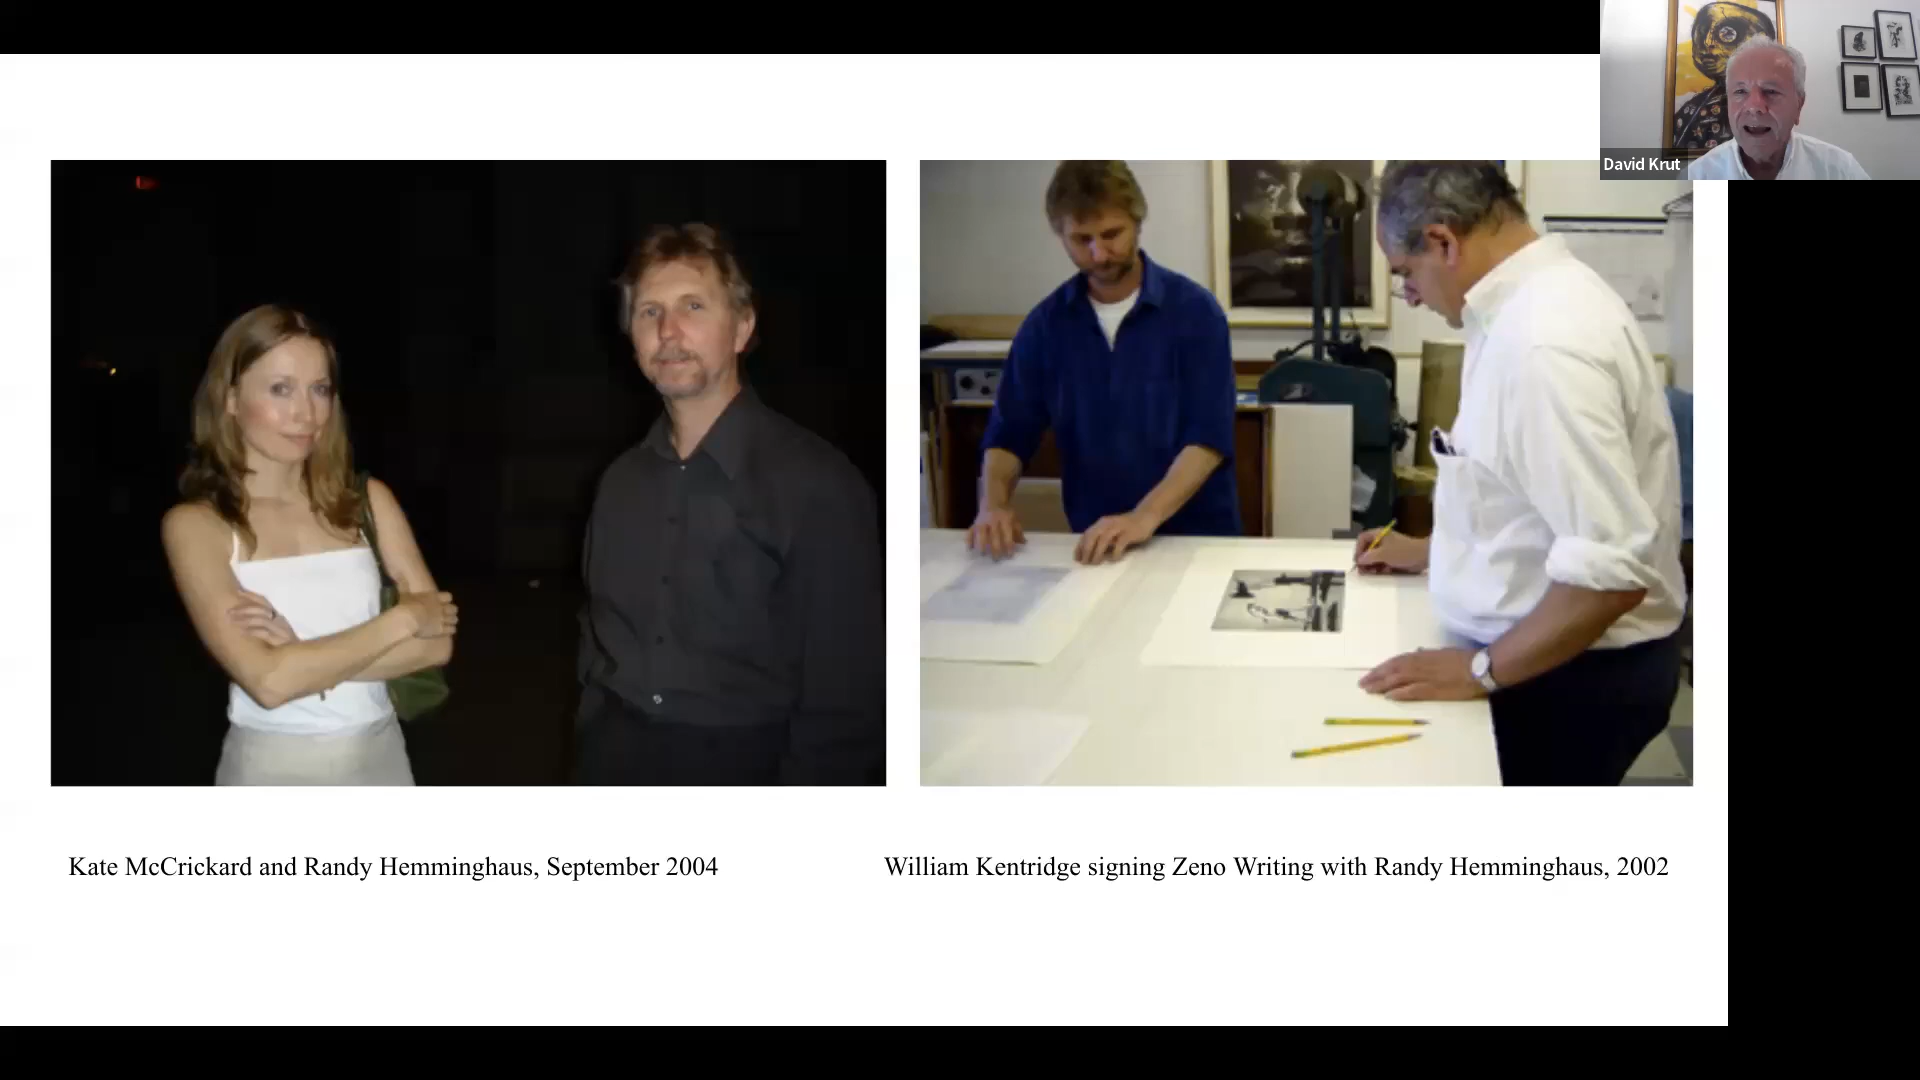 David Krut
Kate McCrickard and Randy Hemminghaus, September 2004
William Kentridge signing Zeno Writing with Randy Hemminghaus, 2002